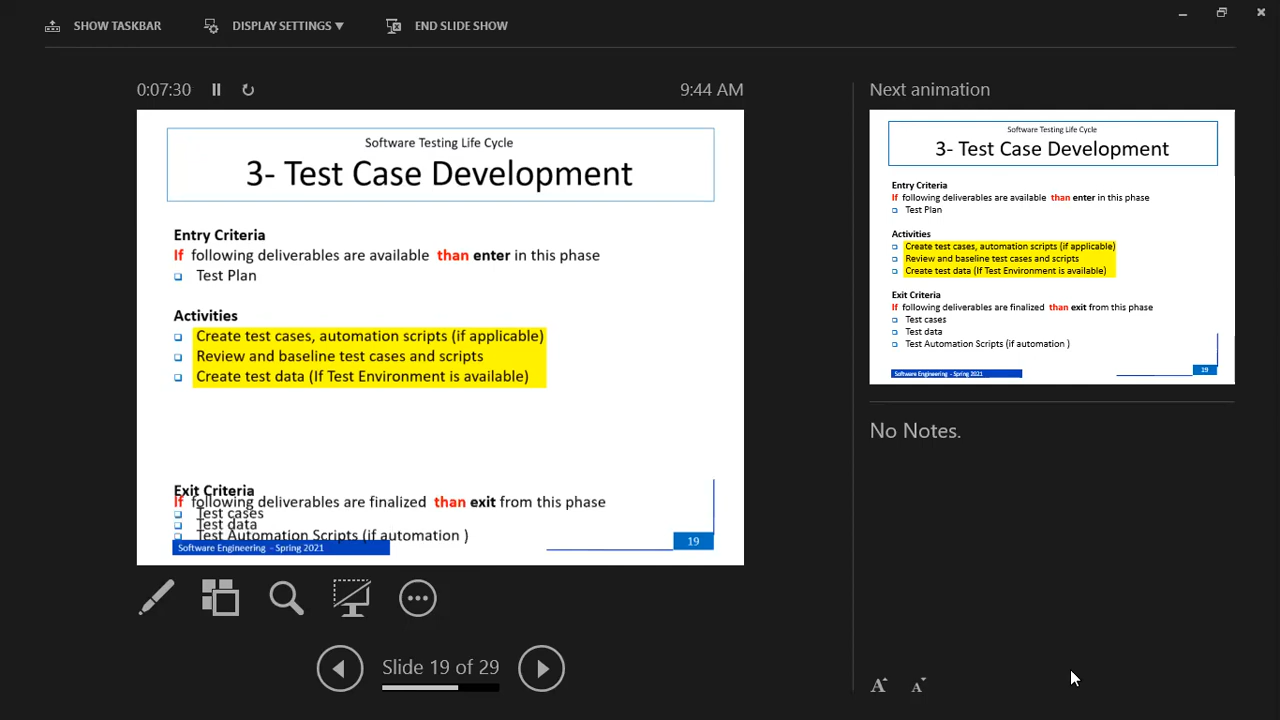 SHOW TASKBAR
DISPLAY SETTINGS ▼
END SLIDE SHOW
0:07:30
9:44 AM
Software Testing Life Cycle
3- Test Case Development
Entry Criteria
If following deliverables are available than enter in this phase
Test Plan
Activities
Create test cases, automation scripts (if applicable)
Review and baseline test cases and scripts
Create test data (If Test Environment is available)
Exit Criteria
If following deliverables are finalized than exit from this phase
Test cases
Test data
Test Automation Scripts (if automation )
Software Engineering - Spring 2021
19
Slide 19 of 29
Next animation
Software Testing Life Cycle
3- Test Case Development
Entry Criteria
If following deliverables are available than enter in this phase
Test Plan
Activities
Create test cases, automation scripts (if applicable)
Review and baseline test cases and scripts
Create test data (If Test Environment is available)
Exit Criteria
If following deliverables are finalized than exit from this phase
Test cases
Test data
Test Automation Scripts (if automation )
Software Engineering - Spring 2021
19
No Notes.
A A